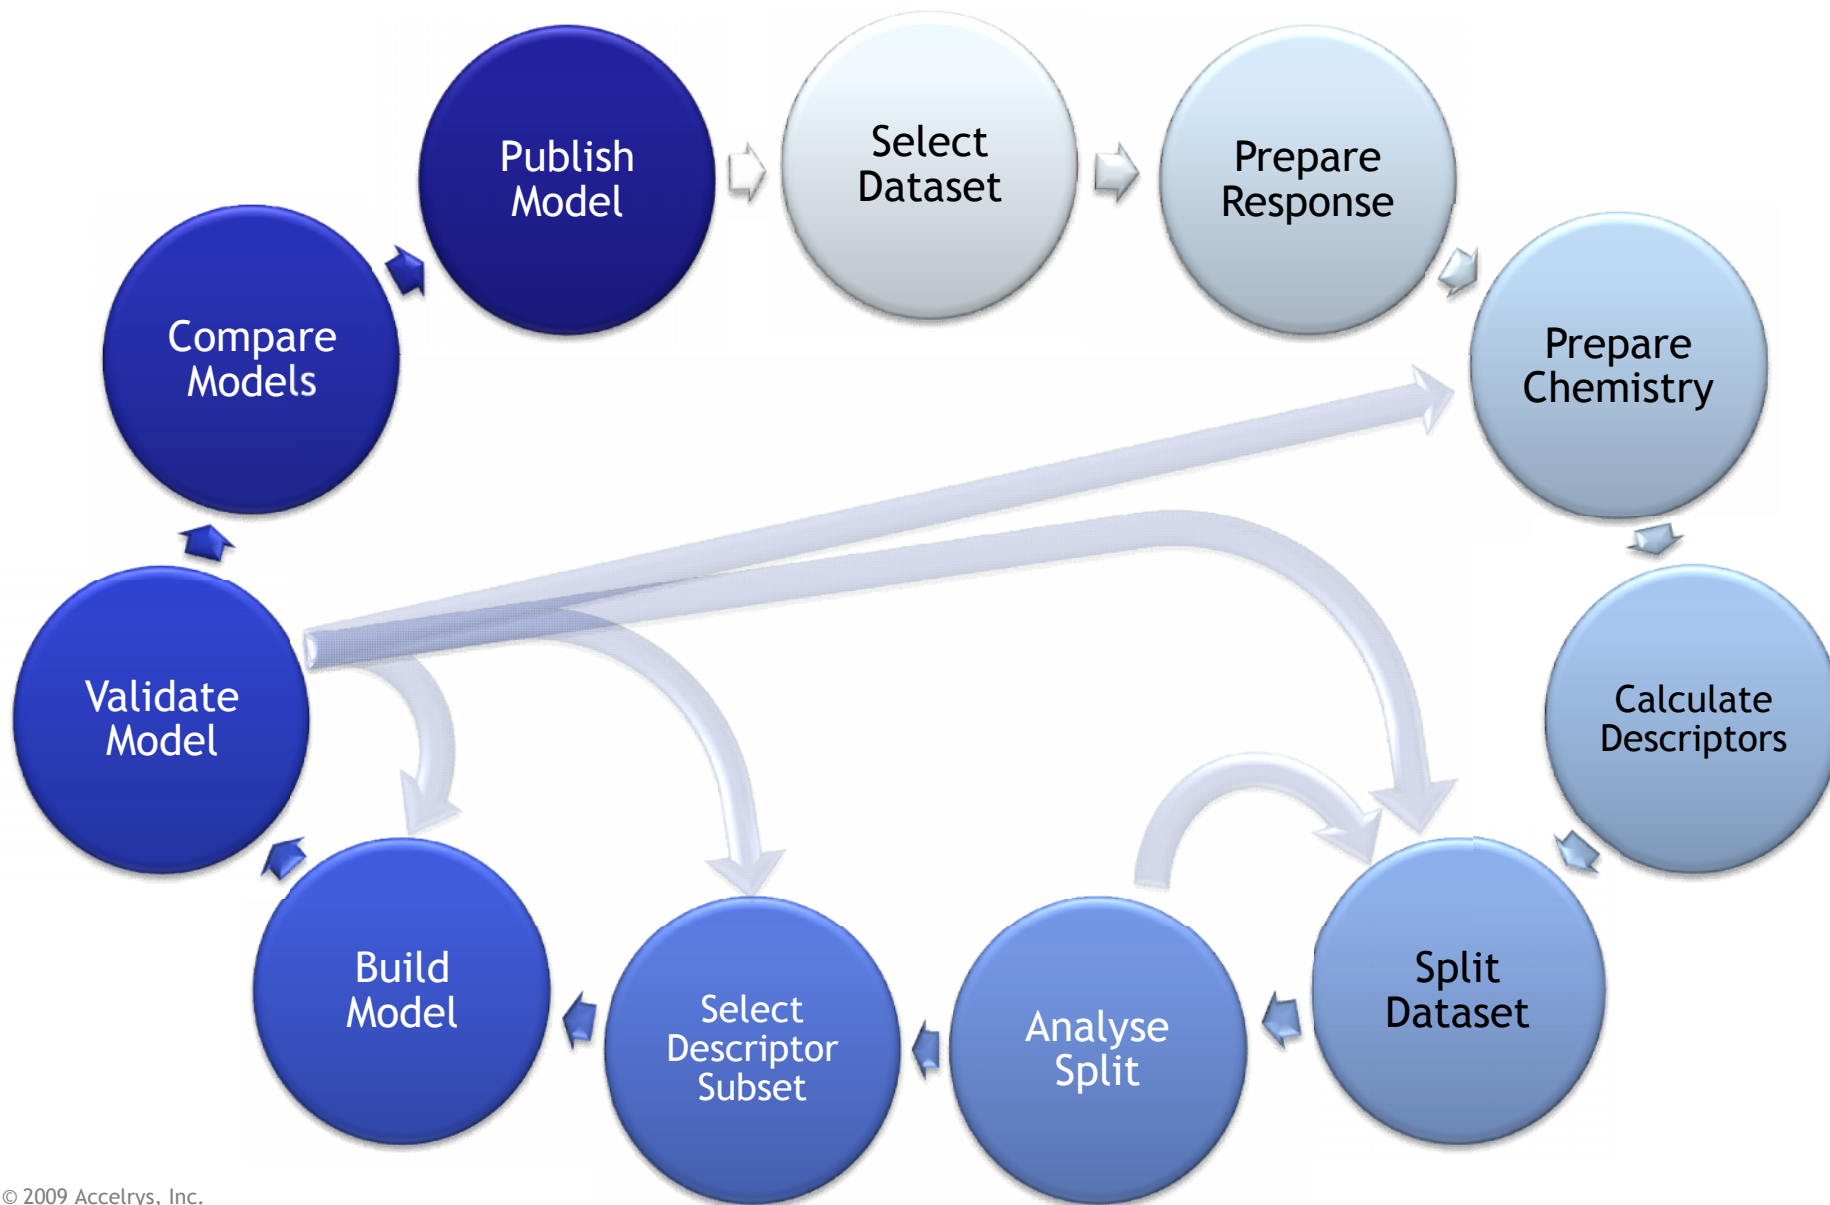 Publish
Model
Select
Dataset
Prepare
Response
Compare
Models
Prepare
Chemistry
Validate
Model
Calculate
Descriptors
Build
Model
Select
Descriptor
Subset
Analyse
Split
Split
Dataset
© 2009 Accelrys, Inc.